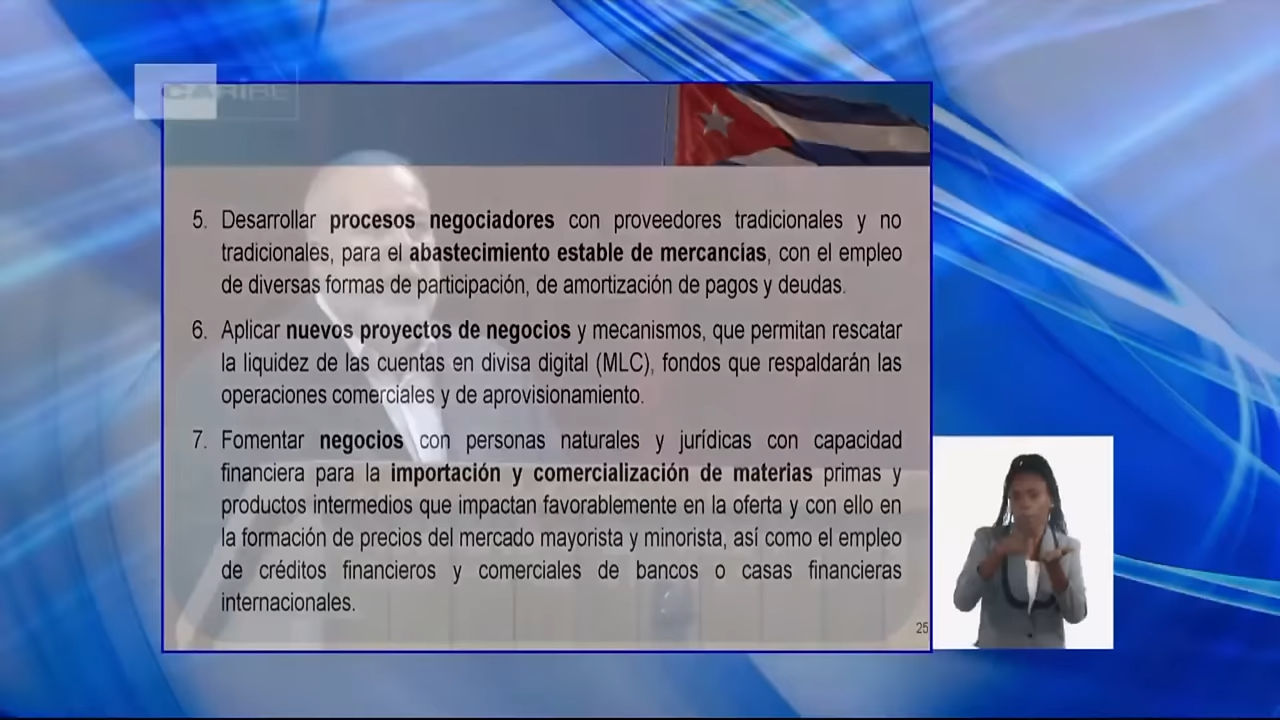 CARIBE
5. Desarrollar procesos negociadores con proveedores tradicionales y no
tradicionales, para el abastecimiento estable de mercancías, con el empleo
de diversas formas de participación, de amortización de pagos y deudas.
6. Aplicar nuevos proyectos de negocios y mecanismos, que permitan rescatar
la liquidez de las cuentas en divisa digital (MLC), fondos que respaldarán las
operaciones comerciales y de aprovisionamiento.
7. Fomentar negocios con personas naturales y jurídicas con capacidad
financiera para la importación y comercialización de materias primas y
productos intermedios que impactan favorablemente en la oferta y con ello en
la formación de precios del mercado mayorista y minorista, así como el empleo
de créditos financieros y comerciales de bancos o casas financieras
internacionales.
25